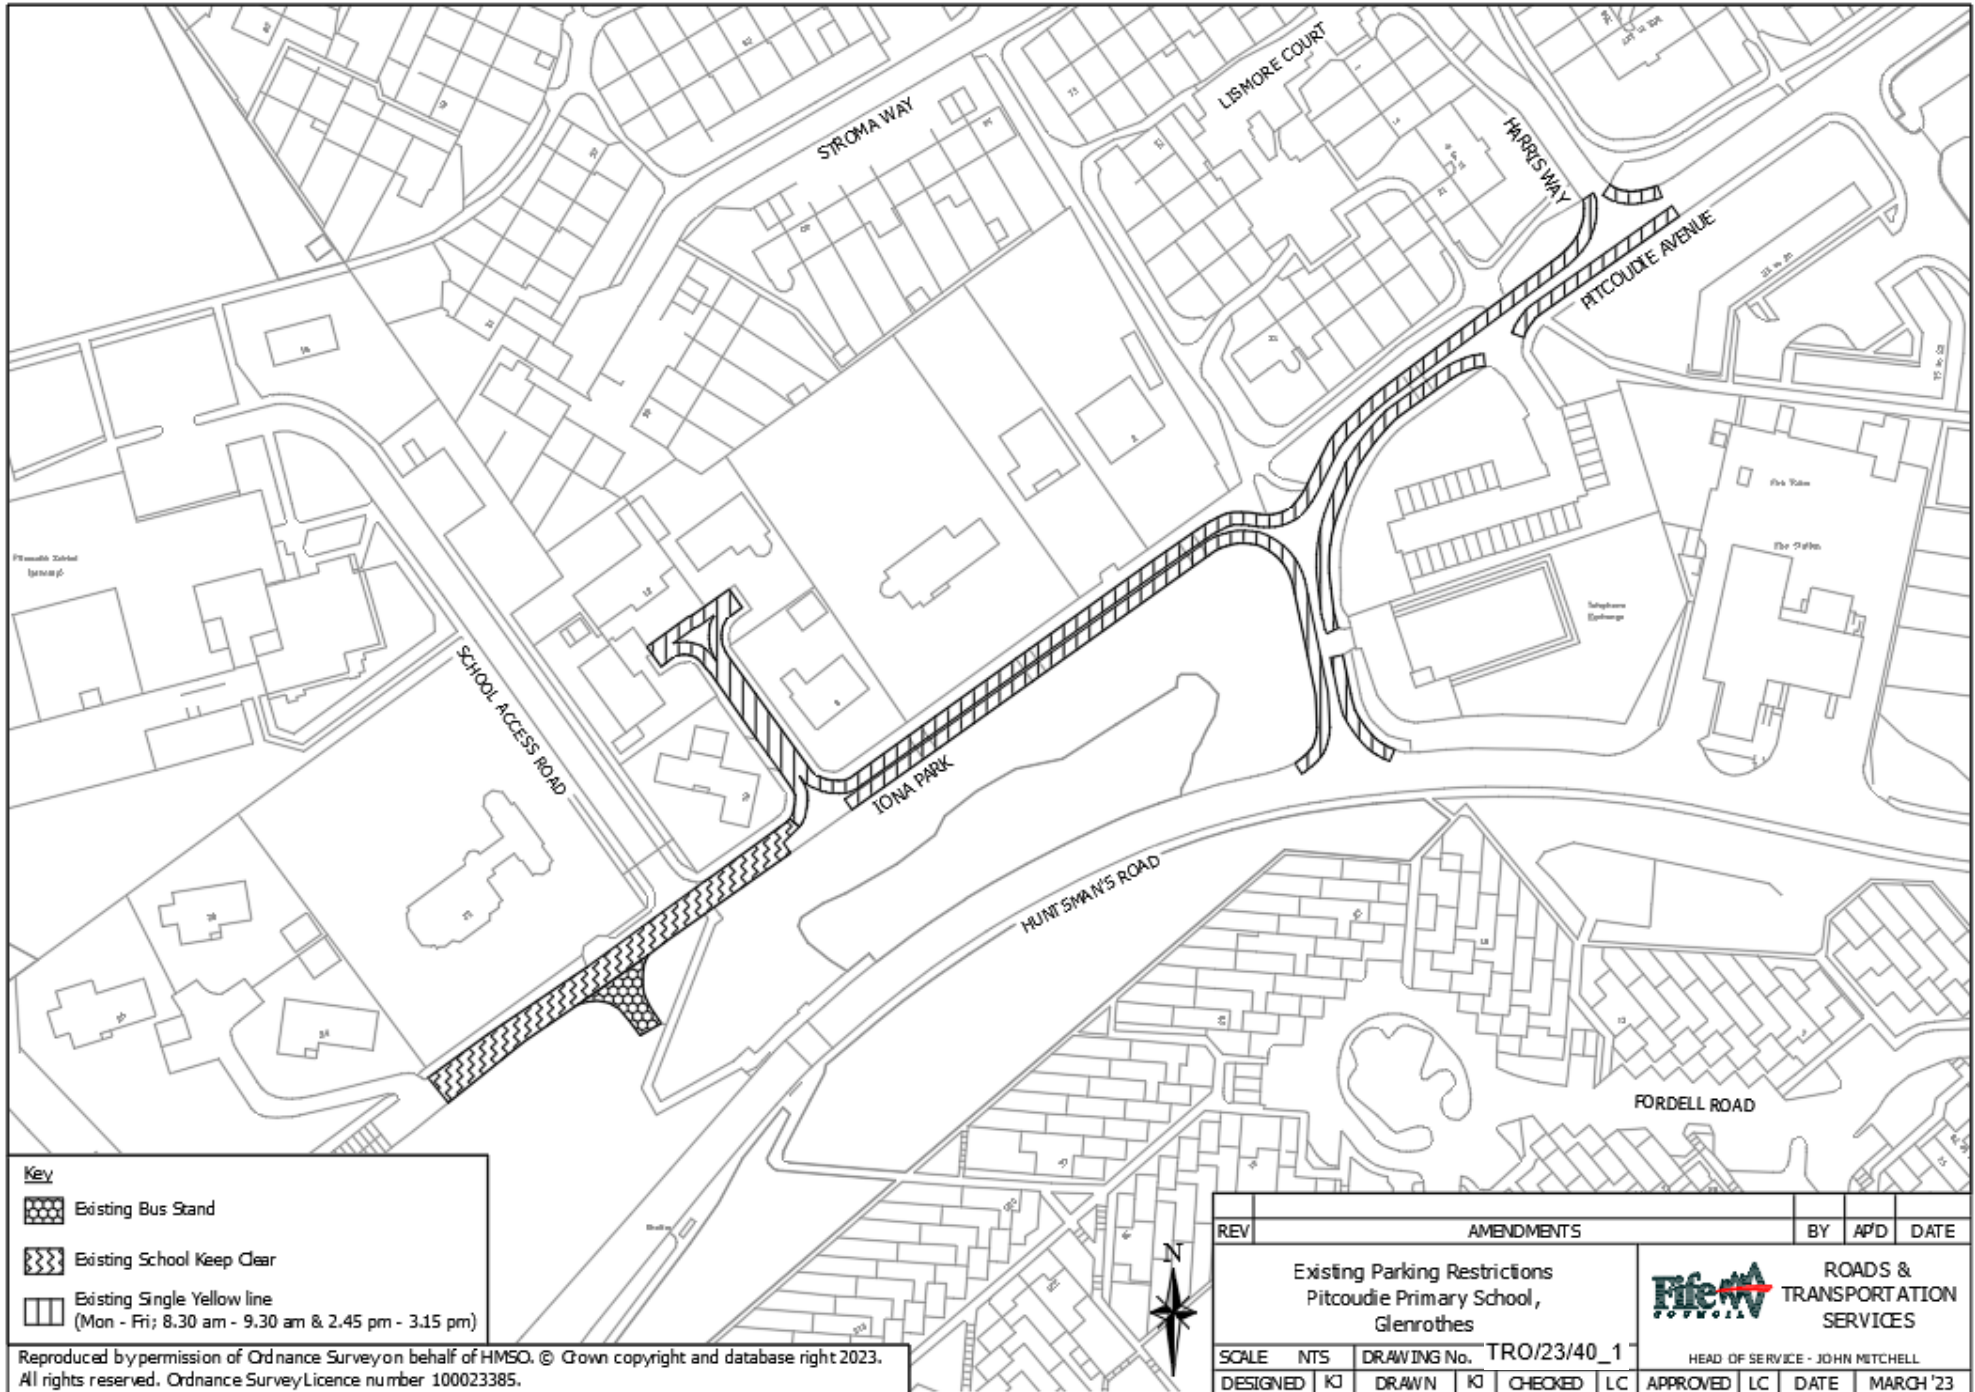 LISMORE COURT
STROMA WAY
HARRIS WAY
PITCOUDIE AVENUE
Telephone
Exchange
SCHOOL ACCESS ROAD
IONA PARK
HUNTSMAN'S ROAD
FORDELL ROAD
Key
Existing Bus Stand
Existing School Keep Clear
Existing Single Yellow line
(Mon - Fri; 8.30 am - 9.30 am & 2.45 pm - 3.15 pm)
Reproduced by permission of Ordnance Survey on behalf of HMSO. © Crown copyright and database right 2023.
All rights reserved. Ordnance Survey Licence number 100023385.
N
REV AMENDMENTS BY AP'D DATE
Existing Parking Restrictions
Pitcoudie Primary School,
Glenrothes
Fife
COUNCIL
ROADS &
TRANSPORTATION
SERVICES
SCALE NTS DRAWING No. TRO/23/40_1
HEAD OF SERVICE - JOHN MITCHELL
DESIGNED KJ DRAWN KJ CHECKED LC APPROVED LC DATE MARCH '23